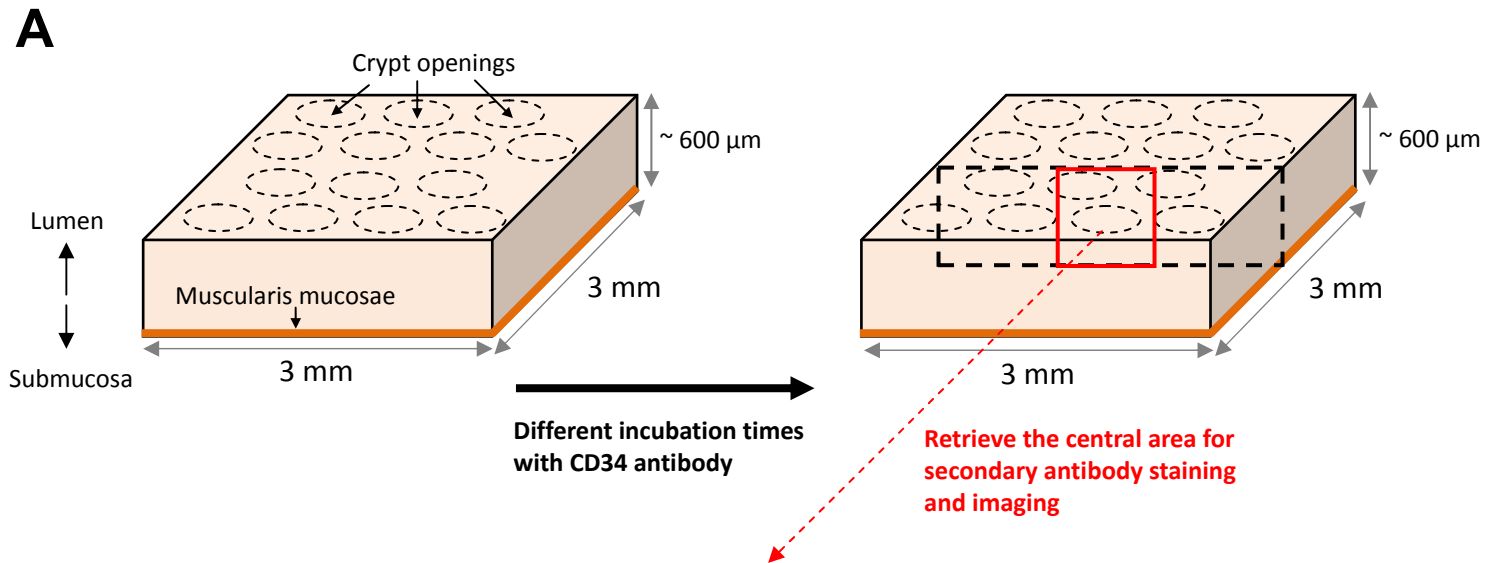 A
Crypt openings
~ 600 µm
Lumen
Muscularis mucosae
Submucosa
3 mm
3 mm
Different incubation times
with CD34 antibody
~ 600 µm
3 mm
3 mm
Retrieve the central area for
secondary antibody staining
and imaging